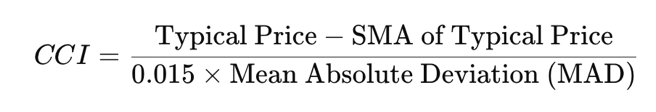 CCI = Typical Price − SMA of Typical Price
0.015 × Mean Absolute Deviation (MAD)